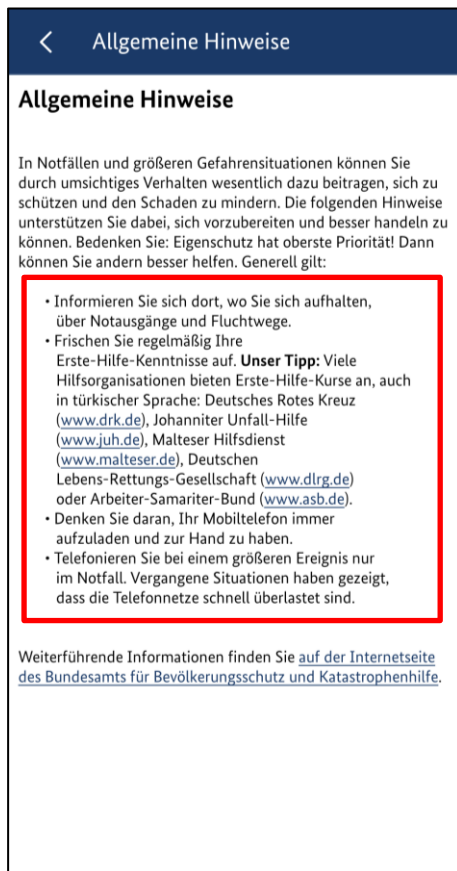 Allgemeine Hinweise
Allgemeine Hinweise
In Notfällen und größeren Gefahrensituationen können Sie
durch umsichtiges Verhalten wesentlich dazu beitragen, sich zu
schützen und den Schaden zu mindern. Die folgenden Hinweise
unterstützen Sie dabei, sich vorzubereiten und besser handeln zu
können. Bedenken Sie: Eigenschutz hat oberste Priorität! Dann
können Sie andern besser helfen. Generell gilt:
• Informieren Sie sich dort, wo Sie sich aufhalten,
über Notausgänge und Fluchtwege.
• Frischen Sie regelmäßig Ihre
Erste-Hilfe-Kenntnisse auf. Unser Tipp: Viele
Hilfsorganisationen bieten Erste-Hilfe-Kurse an, auch
in türkischer Sprache: Deutsches Rotes Kreuz
(www.drk.de), Johanniter Unfall-Hilfe
(www.juh.de), Malteser Hilfsdienst
(www.malteser.de), Deutschen
Lebens-Rettungs-Gesellschaft (www.dlrg.de)
oder Arbeiter-Samariter-Bund (www.asb.de).
• Denken Sie daran, Ihr Mobiltelefon immer
aufzuladen und zur Hand zu haben.
• Telefonieren Sie bei einem größeren Ereignis nur
im Notfall. Vergangene Situationen haben gezeigt,
dass die Telefonnetze schnell überlastet sind.
Weiterführende Informationen finden Sie auf der Internetseite
des Bundesamts für Bevölkerungsschutz und Katastrophenhilfe.